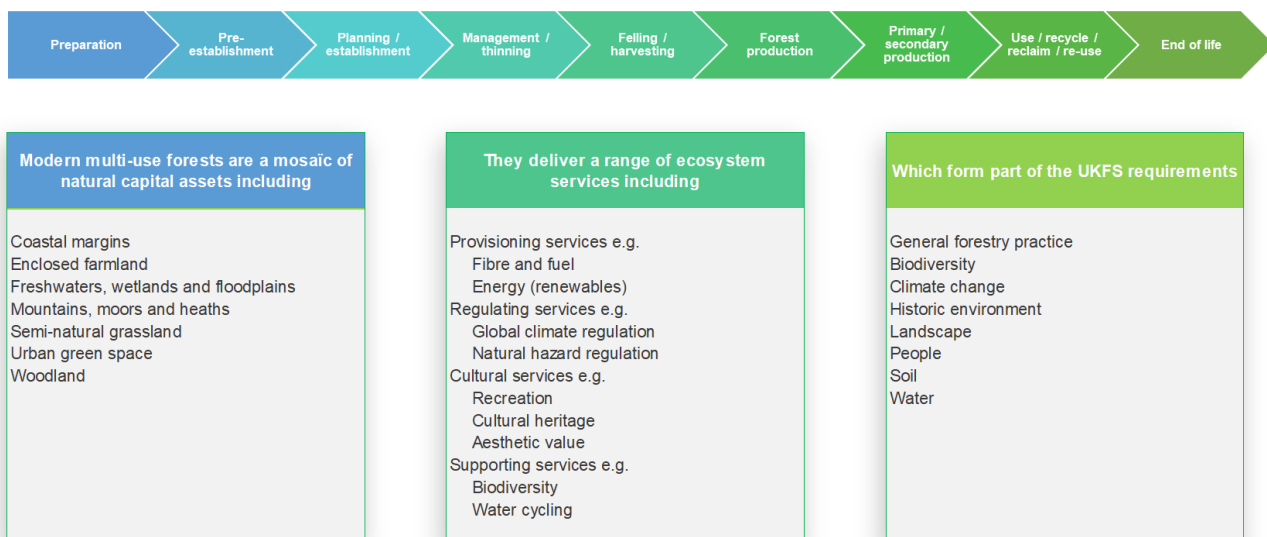 Preparation
Pre-
establishment
Planning /
establishment
Management /
thinning
Felling /
harvesting
Forest
production
Primary /
secondary
production
Use / recycle /
reclaim / re-use
End of life
Modern multi-use forests are a mosaïc of
natural capital assets including
Coastal margins
Enclosed farmland
Freshwaters, wetlands and floodplains
Mountains, moors and heaths
Semi-natural grassland
Urban green space
Woodland
They deliver a range of ecosystem
services including
Provisioning services e.g.
Fibre and fuel
Energy (renewables)
Regulating services e.g.
Global climate regulation
Natural hazard regulation
Cultural services e.g.
Recreation
Cultural heritage
Aesthetic value
Supporting services e.g.
Biodiversity
Water cycling
Which form part of the UKFS requirements
General forestry practice
Biodiversity
Climate change
Historic environment
Landscape
People
Soil
Water